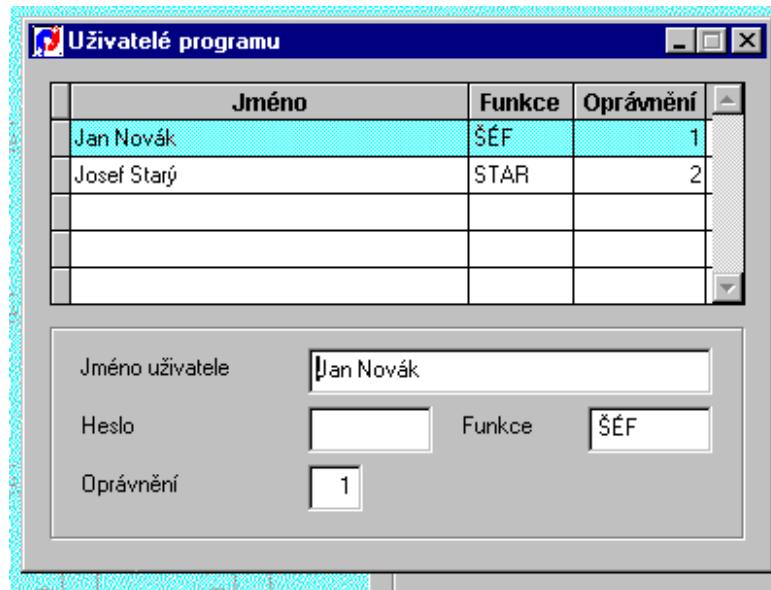 Uživatelé programu
Jméno Funkce Oprávnění
Jan Novák ŠÉF 1
Josef Starý STAR 2
Jméno uživatele Jan Novák
Heslo Funkce ŠÉF
Oprávnění 1